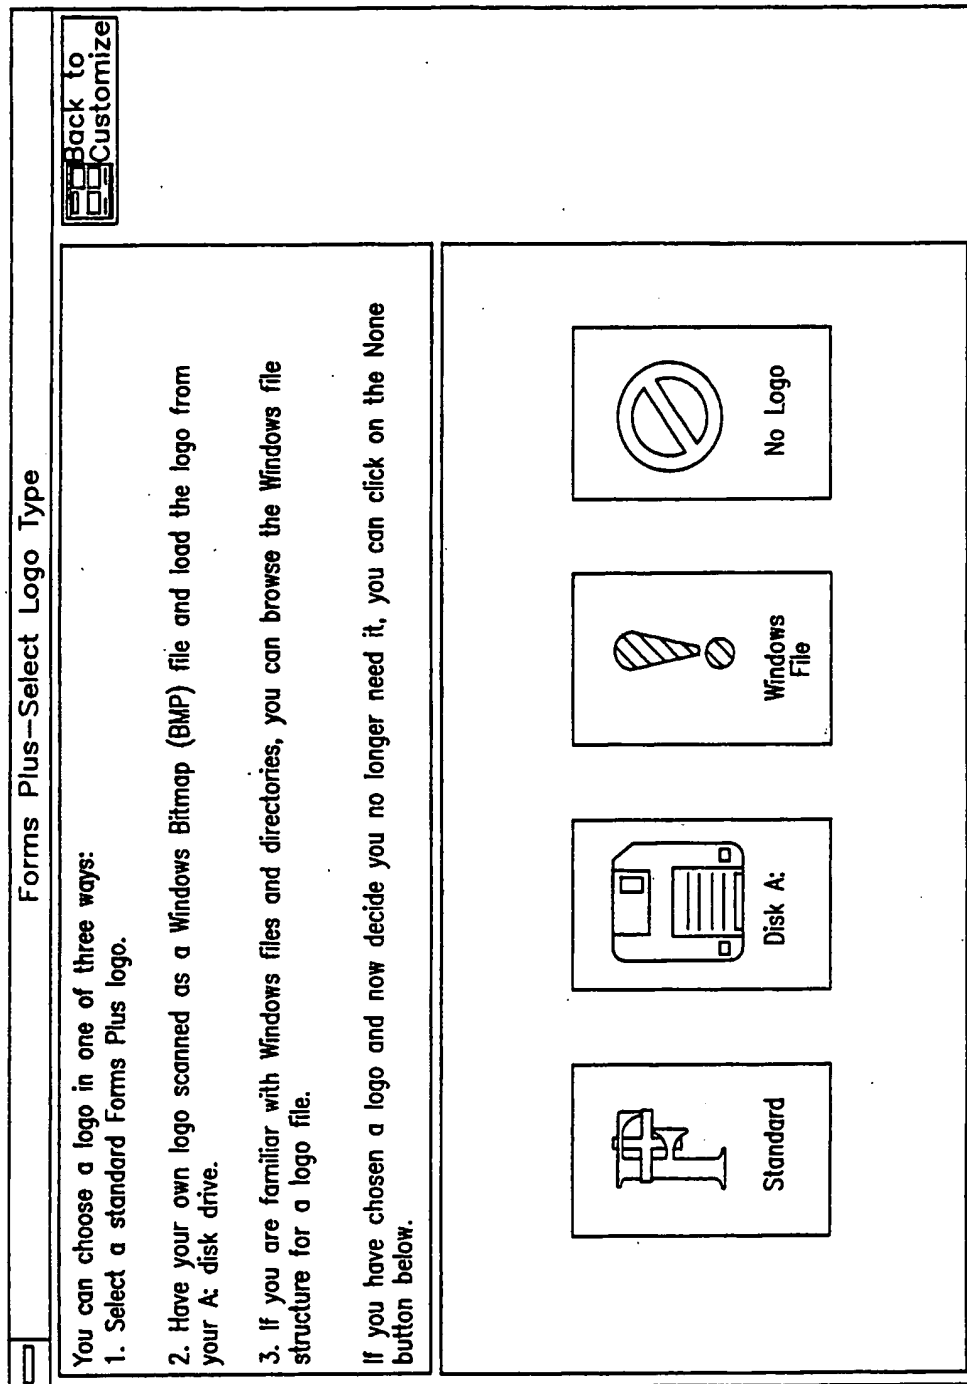 Forms Plus—Select Logo Type
Back to
Customize
You can choose a logo in one of three ways:
1. Select a standard Forms Plus logo.
2. Have your own logo scanned as a Windows Bitmap (BMP) file and load the logo from
your A: disk drive.
3. If you are familiar with Windows files and directories, you can browse the Windows file
structure for a logo file.
If you have chosen a logo and now decide you no longer need it, you can click on the None
button below.
Standard
Disk A:
Windows
File
No Logo